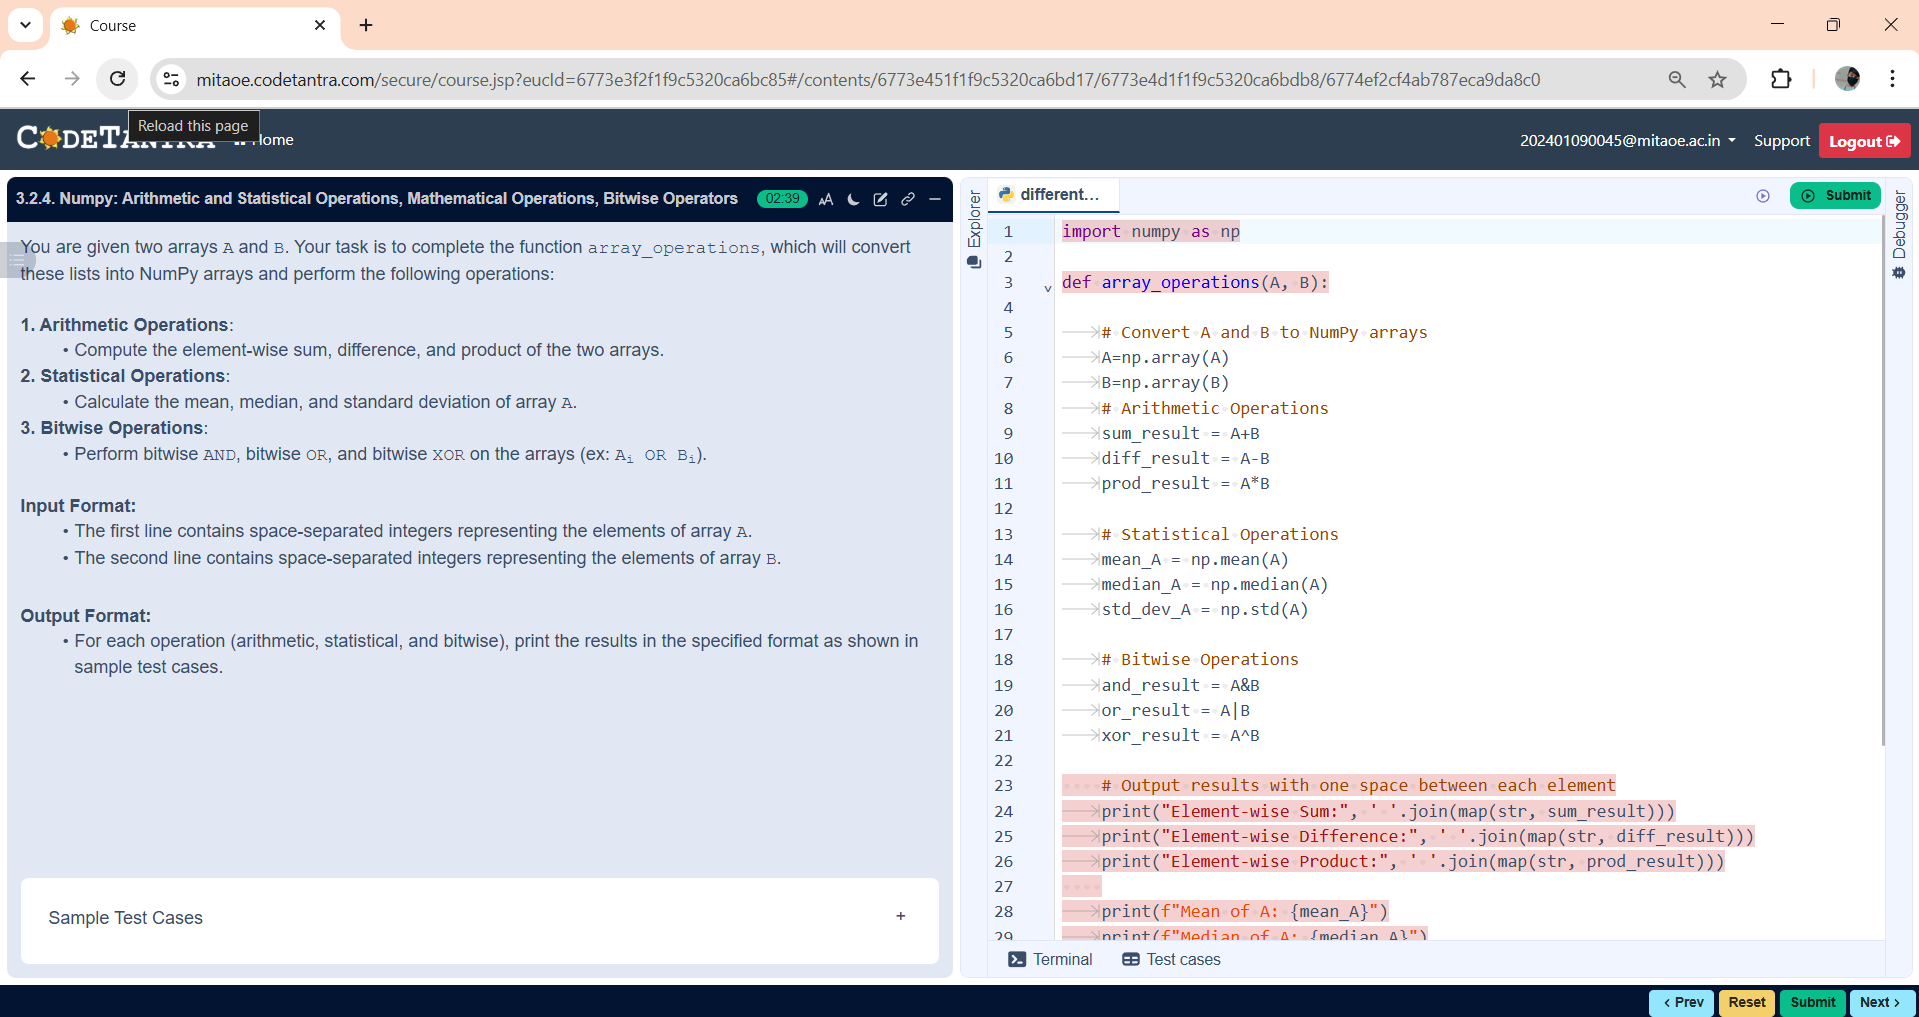 Course
mitaoe.codetantra.com/secure/course.jsp?eucId=6773e3f2f1f9c5320ca6bc85#/contents/6773e451f1f9c5320ca6bd17/6773e4d1f1f9c5320ca6bdb8/6774ef2cf4ab787eca9da8c0
Reload this page
CODETANTRA Home
202401090045@mitaoe.ac.in Support Logout
3.2.4. Numpy: Arithmetic and Statistical Operations, Mathematical Operations, Bitwise Operators 02:39
You are given two arrays A and B. Your task is to complete the function array_operations, which will convert
these lists into NumPy arrays and perform the following operations:
1. Arithmetic Operations:
• Compute the element-wise sum, difference, and product of the two arrays.
2. Statistical Operations:
• Calculate the mean, median, and standard deviation of array A.
3. Bitwise Operations:
• Perform bitwise AND, bitwise OR, and bitwise XOR on the arrays (ex: Ai OR Bi).
Input Format:
• The first line contains space-separated integers representing the elements of array A.
• The second line contains space-separated integers representing the elements of array B.
Output Format:
• For each operation (arithmetic, statistical, and bitwise), print the results in the specified format as shown in
sample test cases.
Sample Test Cases +
Explorer
different...
Submit
Debugger
1 import numpy as np
2
3 def array_operations(A, B):
4
5 # Convert A and B to NumPy arrays
6 A=np.array(A)
7 B=np.array(B)
8 # Arithmetic Operations
9 sum_result = A+B
10 diff_result = A-B
11 prod_result = A*B
12
13 # Statistical Operations
14 mean_A = np.mean(A)
15 median_A = np.median(A)
16 std_dev_A = np.std(A)
17
18 # Bitwise Operations
19 and_result = A&B
20 or_result = A|B
21 xor_result = A^B
22
23 # Output results with one space between each element
24 print("Element-wise Sum:", ' '.join(map(str, sum_result)))
25 print("Element-wise Difference:", ' '.join(map(str, diff_result)))
26 print("Element-wise Product:", ' '.join(map(str, prod_result)))
27
28 print(f"Mean of A: {mean_A}")
29 print(f"Median of A: {median_A}")
Terminal Test cases
< Prev Reset Submit Next >